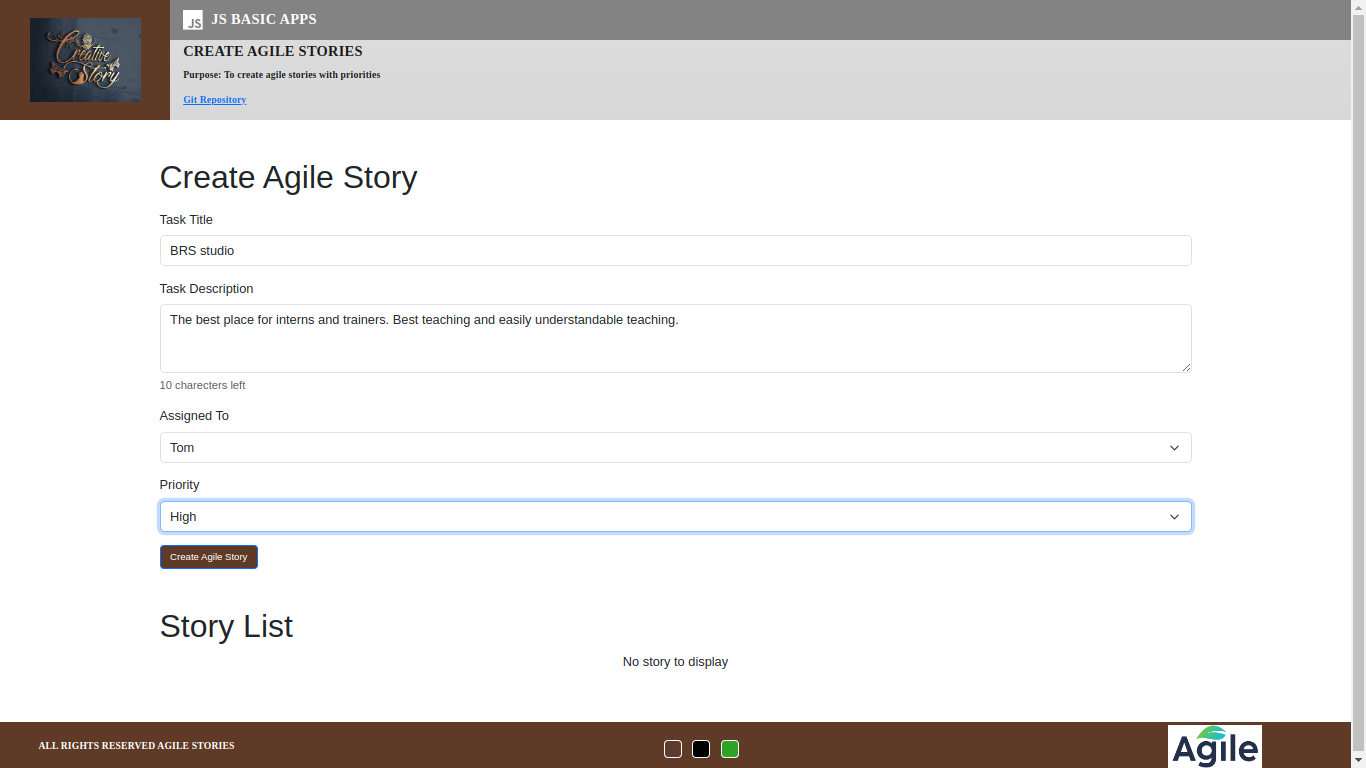 Creative
Story
JS
JS BASIC APPS
CREATE AGILE STORIES
Purpose: To create agile stories with priorities
Git Repository
Create Agile Story
Task Title
BRS studio
Task Description
The best place for interns and trainers. Best teaching and easily understandable teaching.
10 charecters left
Assigned To
Tom
Priority
High
Create Agile Story
Story List
No story to display
ALL RIGHTS RESERVED AGILE STORIES
Agile